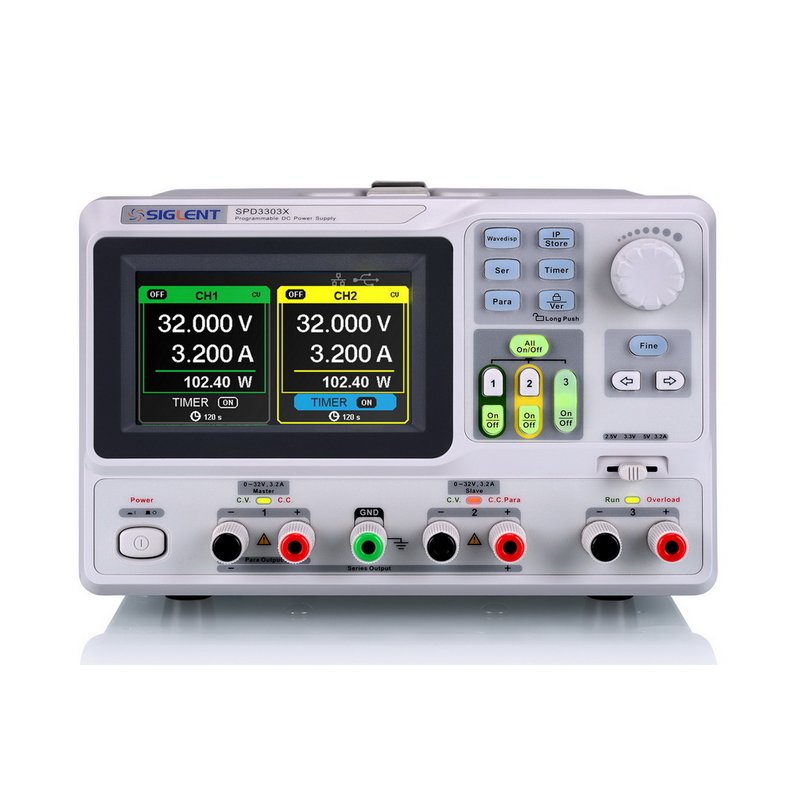 SIGLENT SPD3303X
Programmable DC Power Supply
OFF CH1 CV
32.000 V
3.200 A
102.40 W
TIMER ON
120 s
OFF CH2 CV
32.000 V
3.200 A
102.40 W
TIMER ON
120 s
Wavedisp
IP
Store
Ser
Timer
Para
Ver
Long Push
All
On/Off
1
On
Off
2
On
Off
3
On
Off
Fine
2.5V 3.3V 5V 3.2A
Power
0~32V, 3.2A
Master
C.V. C.C.
− 1 +
Para Output
GND
0~32V, 3.2A
Slave
C.V. C.C.Para
− 2 +
− Series Output +
Run Overload
− 3 +